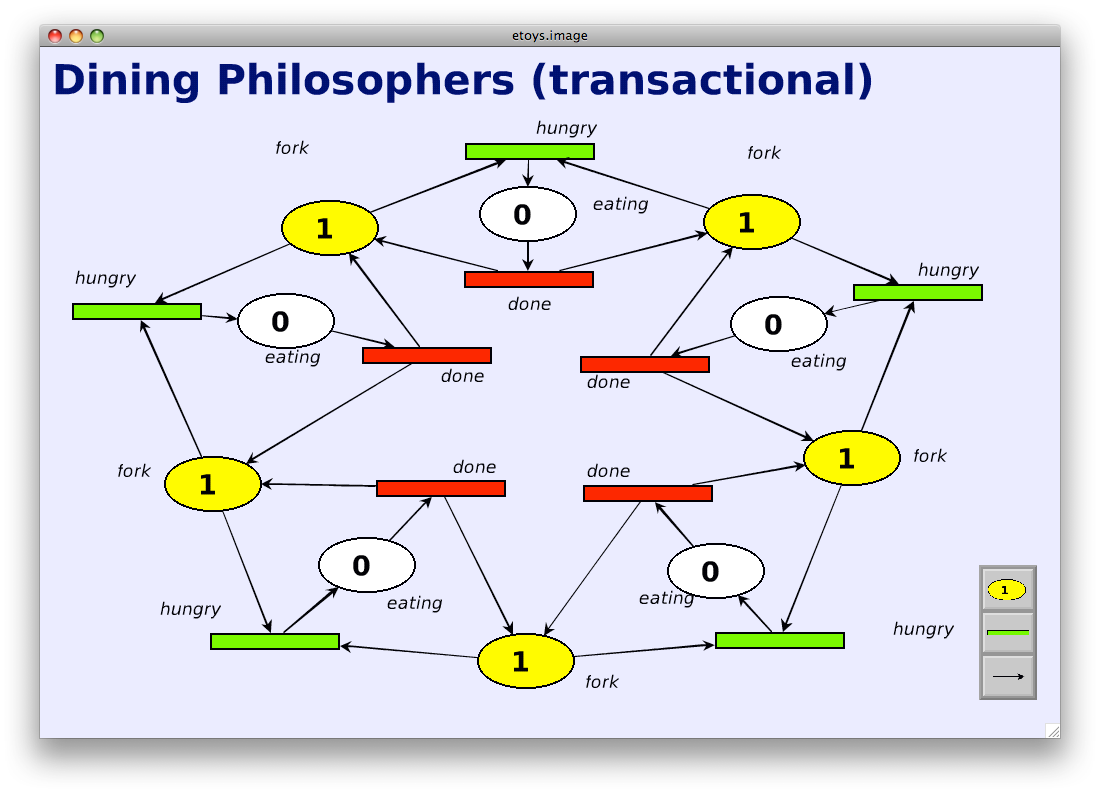 etoys.image
Dining Philosophers (transactional)
hungry
fork
fork
eating
0
1
1
hungry
hungry
done
0
0
eating
eating
done
done
fork
1
1
fork
done
done
0
0
eating
eating
hungry
hungry
1
fork
1